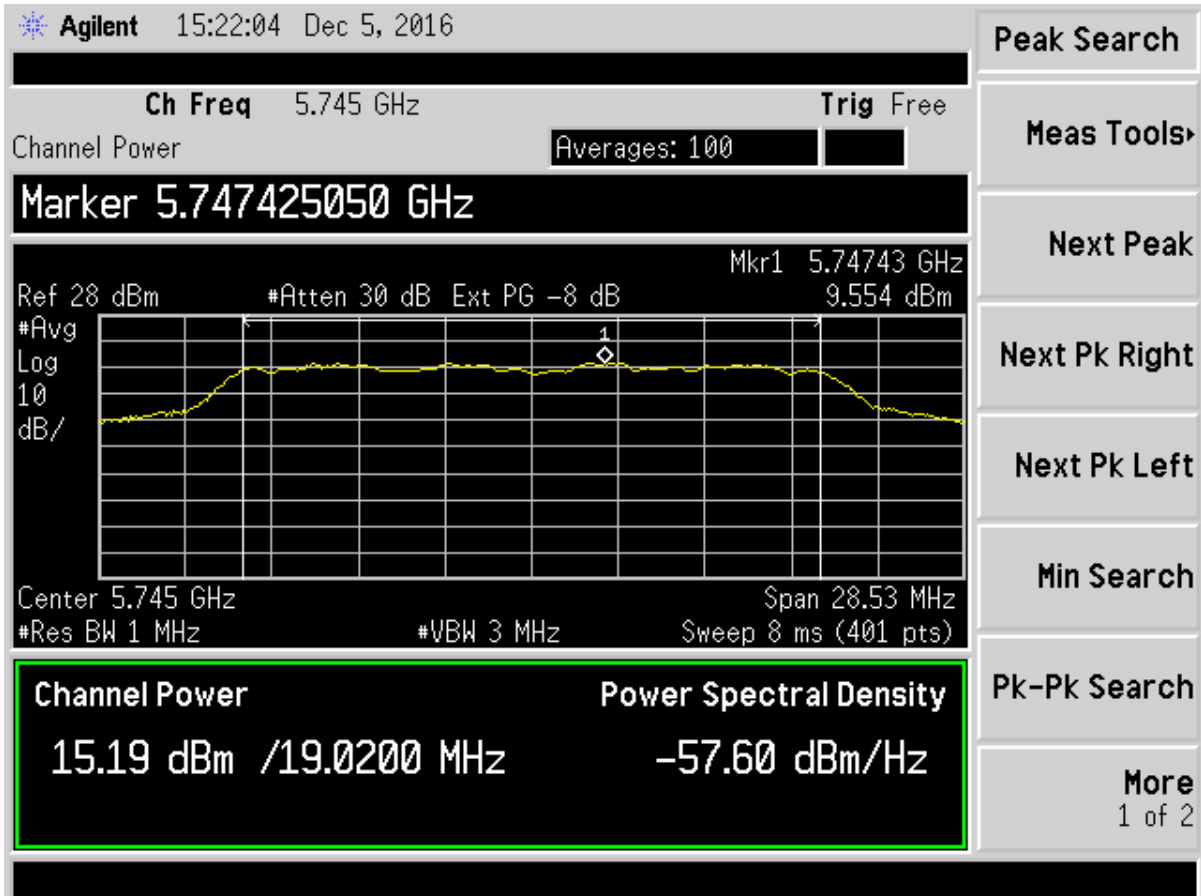 Agilent 15:22:04 Dec 5, 2016
Ch Freq 5.745 GHz Trig Free
Channel Power Averages: 100
Marker 5.747425050 GHz
Mkr1 5.74743 GHz
Ref 28 dBm #Atten 30 dB Ext PG -8 dB 9.554 dBm
#Avg
Log
10
dB/
1
Center 5.745 GHz Span 28.53 MHz
#Res BW 1 MHz #VBW 3 MHz Sweep 8 ms (401 pts)
Channel Power Power Spectral Density
15.19 dBm /19.0200 MHz -57.60 dBm/Hz
Peak Search
Meas Tools▸
Next Peak
Next Pk Right
Next Pk Left
Min Search
Pk-Pk Search
More
1 of 2